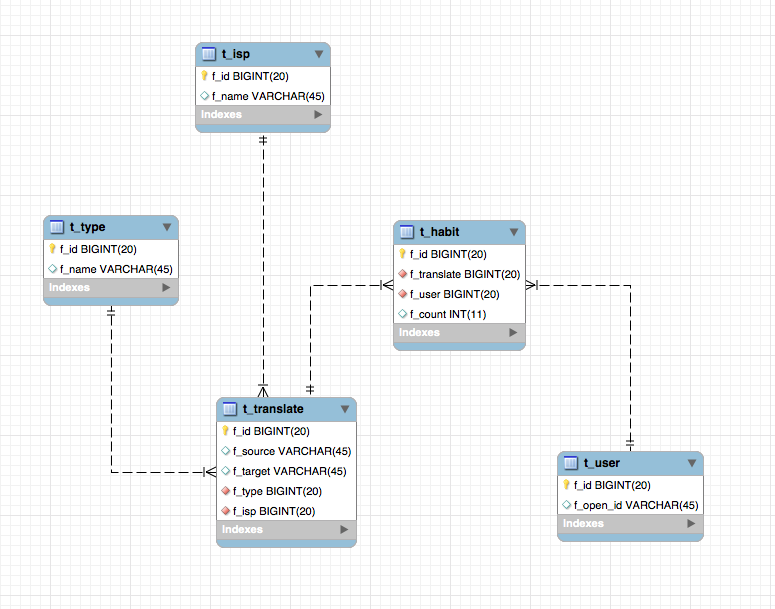 t_isp
f_id BIGINT(20)
f_name VARCHAR(45)
Indexes
t_type
f_id BIGINT(20)
f_name VARCHAR(45)
Indexes
t_habit
f_id BIGINT(20)
f_translate BIGINT(20)
f_user BIGINT(20)
f_count INT(11)
Indexes
t_translate
f_id BIGINT(20)
f_source VARCHAR(45)
f_target VARCHAR(45)
f_type BIGINT(20)
f_isp BIGINT(20)
Indexes
t_user
f_id BIGINT(20)
f_open_id VARCHAR(45)
Indexes